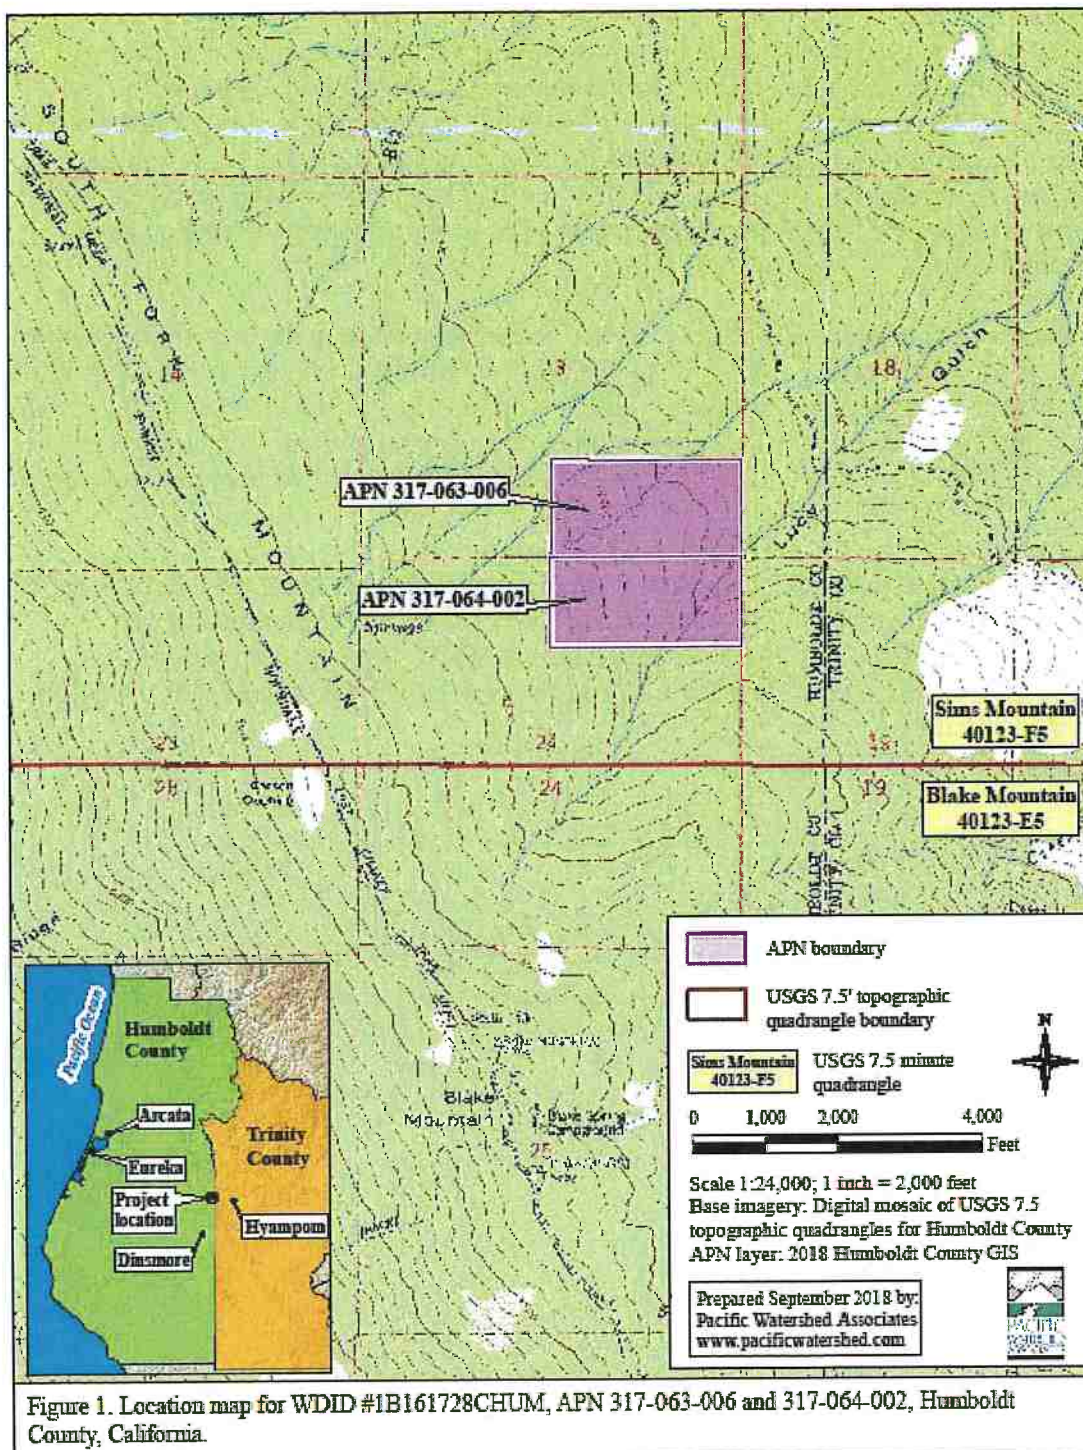 SOUTH FORK
MOUNTAIN
14
13
18
Gulch
APN 317-063-006
APN 317-064-002
Springs
HUMBOLDT CO
TRINITY CO
23
24
Sims Mountain
40123-F5
24
19
Blake Mountain
40123-E5
Blake
Mountain
25
Pacific Ocean
Humboldt
County
Arcata
Trinity
County
Eureka
Project
location
Hyampom
Dinsmore
APN boundary
USGS 7.5' topographic
quadrangle boundary
Sims Mountain
40123-F5
USGS 7.5 minute
quadrangle
N
0 1,000 2,000 4,000
Feet
Scale 1:24,000; 1 inch = 2,000 feet
Base imagery: Digital mosaic of USGS 7.5
topographic quadrangles for Humboldt County
APN layer: 2018 Humboldt County GIS
Prepared September 2018 by:
Pacific Watershed Associates
www.pacificwatershed.com
PACIFIC
Figure 1. Location map for WDID #1B161728CHUM, APN 317-063-006 and 317-064-002, Humboldt
County, California.